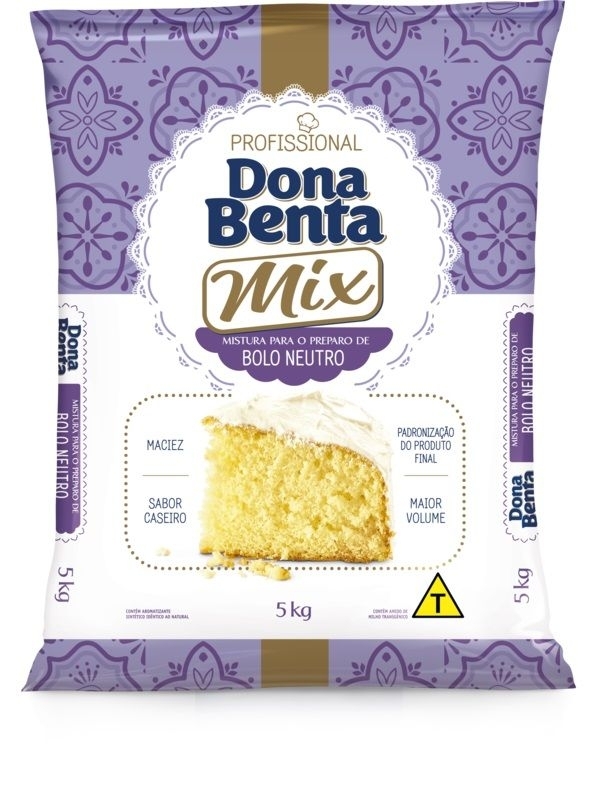 PROFISSIONAL
Dona
Benta
Mix
MISTURA PARA O PREPARO DE
BOLO NEUTRO
MACIEZ
SABOR
CASEIRO
PADRONIZAÇÃO
DO PRODUTO
FINAL
MAIOR
VOLUME
CONTÉM AROMATIZANTE
SINTÉTICO IDÊNTICO AO NATURAL
5 kg
CONTÉM AMIDO DE
MILHO TRANSGÊNICO
T
Dona
Benta
MISTURA PARA O PREPARO DE
BOLO NEUTRO
5 kg
MISTURA PARA O PREPARO DE
BOLO NEUTRO
Dona
Benta
5 kg